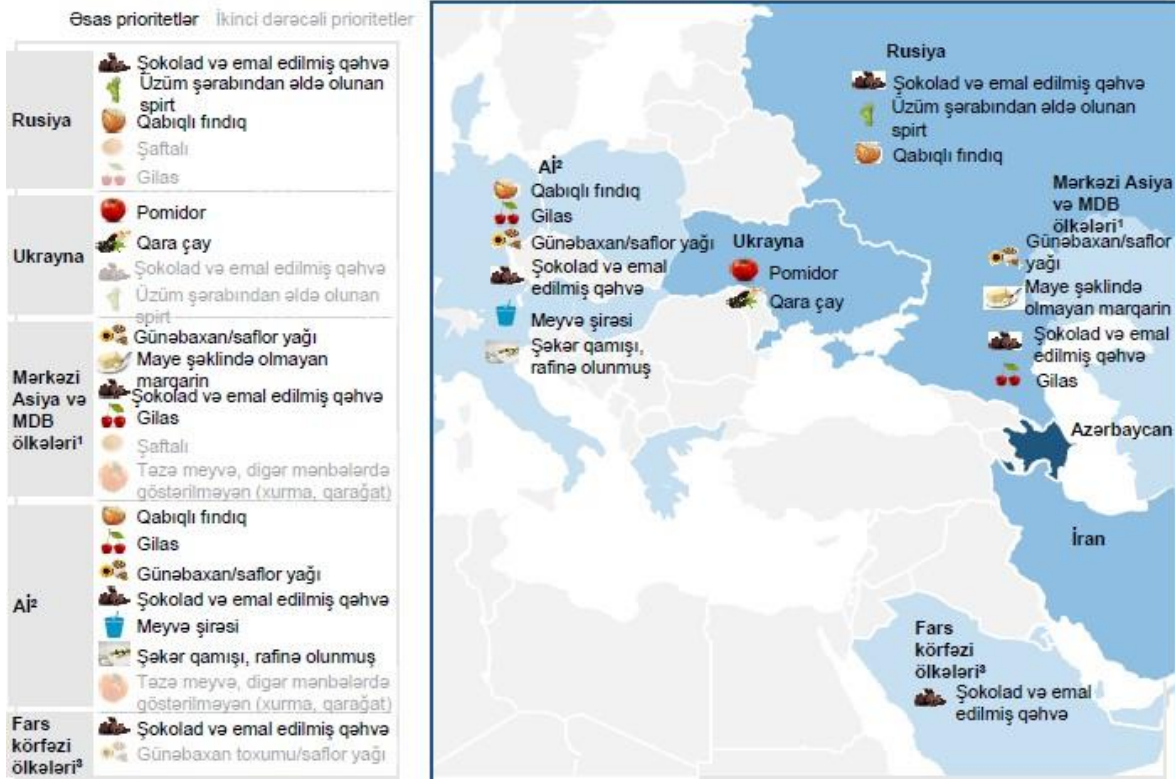 Əsas prioritetlər İkinci dərəcəli prioritetlər
Rusiya
Şokolad və emal edilmiş qəhvə
Üzüm şərabından əldə olunan
spirt
Qabıqlı fındıq
Şaftalı
Gilas
Ukrayna
Pomidor
Qara çay
Şokolad və emal edilmiş qəhvə
Üzüm şərabından əldə olunan
spirt
Mərkəzi
Asiya və
MDB
ölkələri¹
Günəbaxan/saflor yağı
Maye şəklində olmayan
marqarin
Şokolad və emal edilmiş qəhvə
Gilas
Şaftalı
Təzə meyvə, digər mənbələrdə
göstərilməyən (xurma, qarağat)
Aİ²
Qabıqlı fındıq
Gilas
Günəbaxan/saflor yağı
Şokolad və emal edilmiş qəhvə
Meyvə şirəsi
Şəkər qamışı, rafinə olunmuş
Təzə meyvə, digər mənbələrdə
göstərilməyən (xurma, qarağat)
Fars
körfəzi
ölkələri³
Şokolad və emal edilmiş qəhvə
Günəbaxan toxumu/saflor yağı
Rusiya
Şokolad və emal edilmiş qəhvə
Üzüm şərabından əldə olunan
spirt
Qabıqlı fındıq
Aİ²
Qabıqlı fındıq
Gilas
Günəbaxan/saflor yağı
Şokolad və emal
edilmiş qəhvə
Meyvə şirəsi
Şəkər qamışı,
rafinə olunmuş
Ukrayna
Pomidor
Qara çay
Mərkəzi Asiya
və MDB
ölkələri¹
Günəbaxan/saflor
yağı
Maye şəklində
olmayan marqarin
Şokolad və emal
edilmiş qəhvə
Gilas
Azərbaycan
İran
Fars
körfəzi
ölkələri³
Şokolad və emal
edilmiş qəhvə